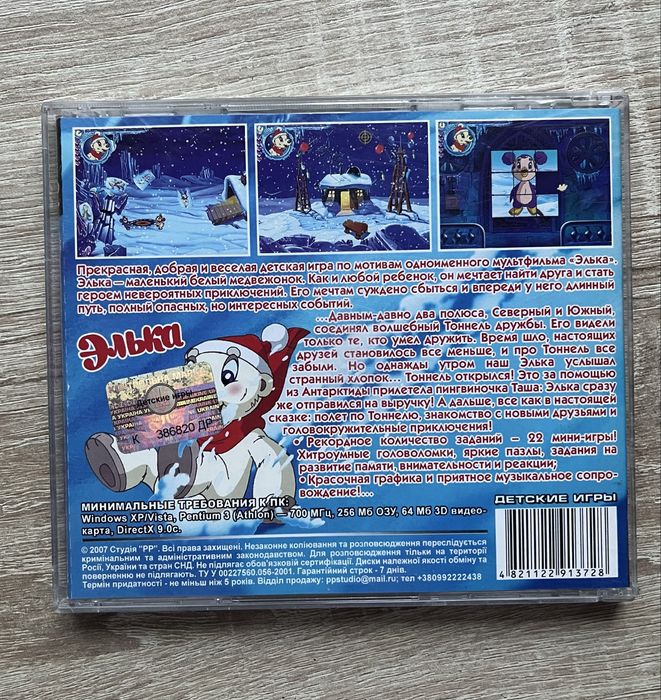 Прекрасная, добрая и веселая детская игра по мотивам одноименного мультфильма «Элька».
Элька – маленький белый медвежонок. Как и любой ребенок, он мечтает найти друга и стать
героем невероятных приключений. Его мечтам суждено сбыться и впереди у него длинный
путь, полный опасных, но интересных событий.
...Давным-давно два полюса, Северный и Южный,
соединял волшебный Тоннель дружбы. Его видели
только те, кто умел дружить. Время шло, настоящих
друзей становилось все меньше, и про Тоннель все
забыли. Но однажды утром наш Элька услышал
странный хлопок... Тоннель открылся! Это за помощью
из Антарктиды прилетела пингвиночка Таша: Элька сразу
же отправился на выручку! А дальше, все как в настоящей
сказке: полет по Тоннелю, знакомство с новыми друзьями и
головокружительные приключения!
• Рекордное количество заданий – 22 мини-игры!
Хитроумные головоломки, яркие пазлы, задания на
развитие памяти, внимательности и реакции;
• Красочная графика и приятное музыкальное сопро-
вождение!...
Элька
ДЕТСКИЕ ИГРЫ
УКРАЇНА
К 386820 ДР
МИНИМАЛЬНЫЕ ТРЕБОВАНИЯ К ПК:
Windows XP/Vista, Pentium 3 (Athlon) — 700 МГц, 256 Мб ОЗУ, 64 Мб 3D видео-
карта, DirectX 9.0c.
ДЕТСКИЕ ИГРЫ
© 2007 Студія "РР". Всі права захищені. Незаконне копіювання та розповсюдження переслідується
кримінальним та адміністративним законодавством. Для розповсюдження тільки на території
Росії, України та стран СНД. Не підлягає обов'язковій сертифікації. Диски належної якості обміну та
поверненню не підлягають. ТУ У 00227560.056-2001. Гарантійний строк - 7 днів.
Термін придатності - не меньш ніж 5 років. Відділ продажу: ppstudio@mail.ru; тел +380992222438
4 821122 913728